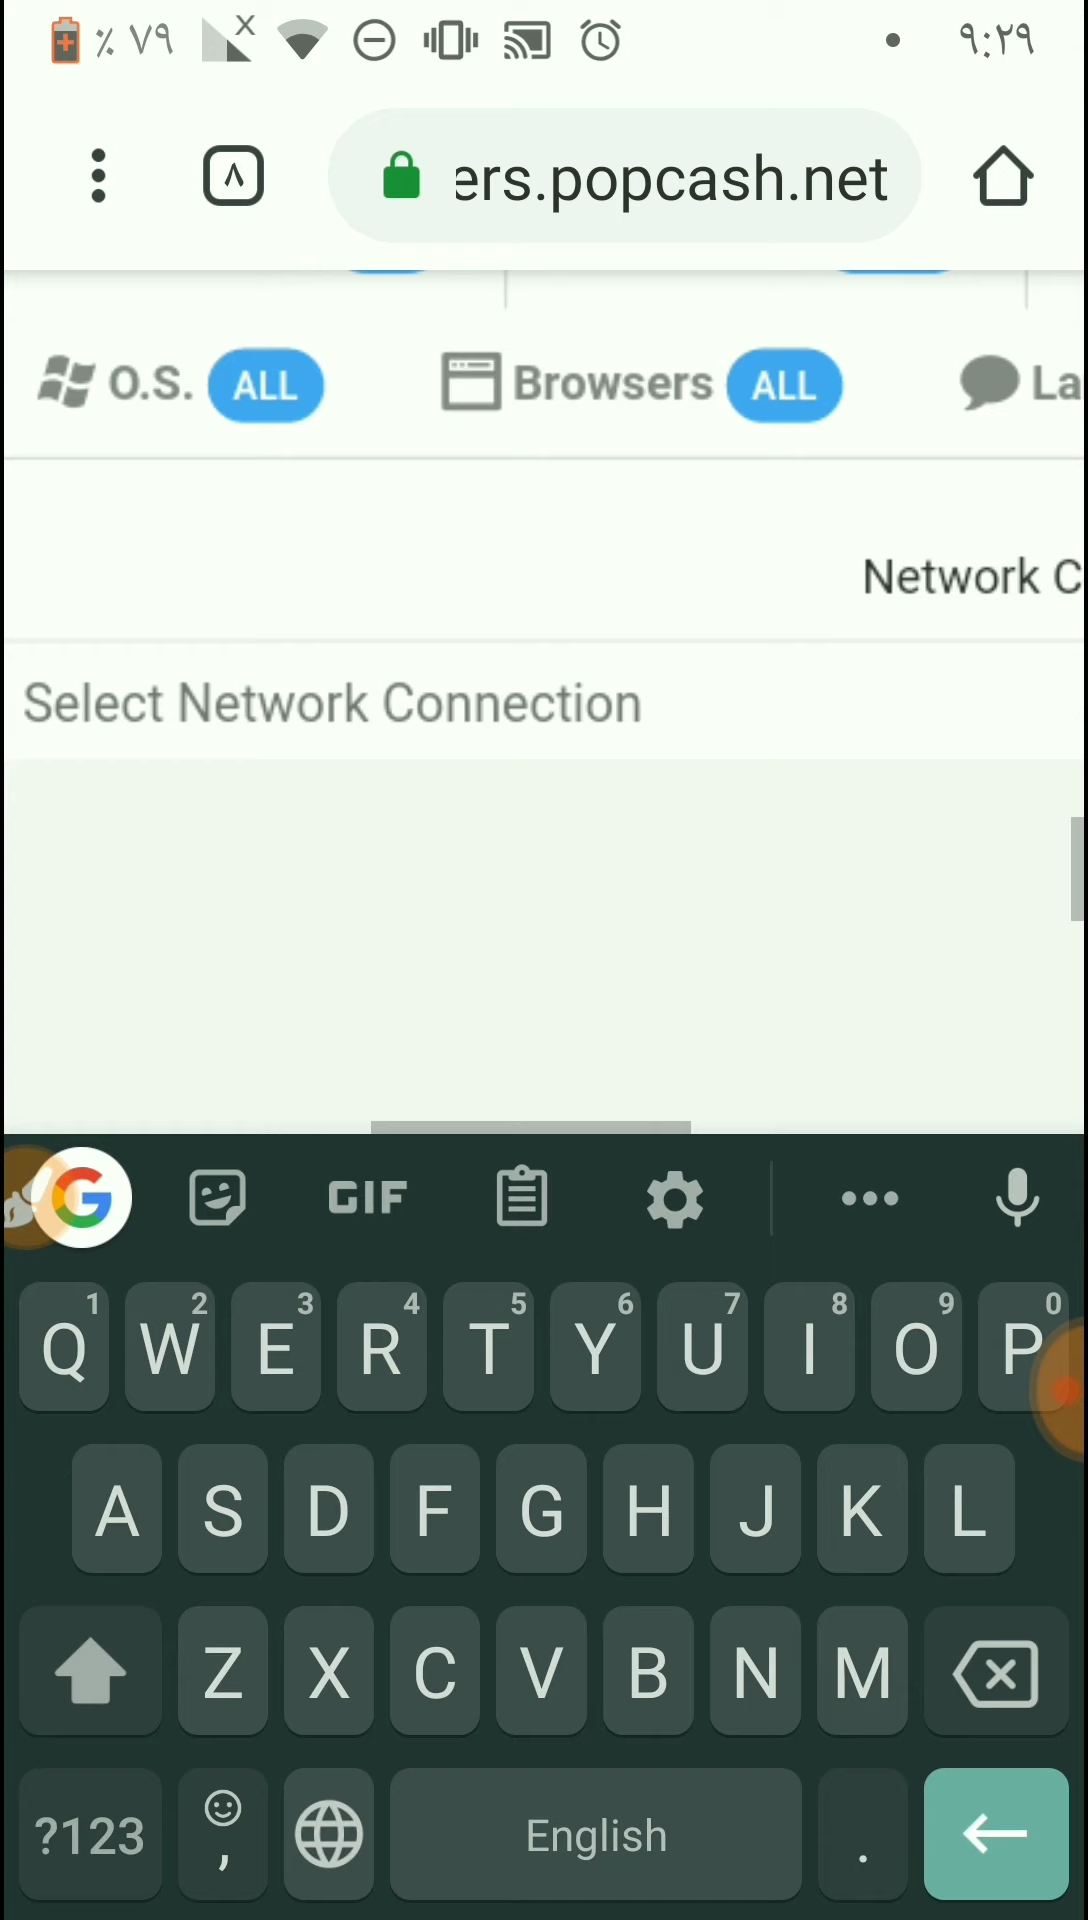 ٪ ٧٩ x ٩:٢٩
٨ ers.popcash.net
O.S. ALL Browsers ALL La
Network C
Select Network Connection
G GIF
1 2 3 4 5 6 7 8 9 0
Q W E R T Y U I O P
A S D F G H J K L
Z X C V B N M
?123 , English .